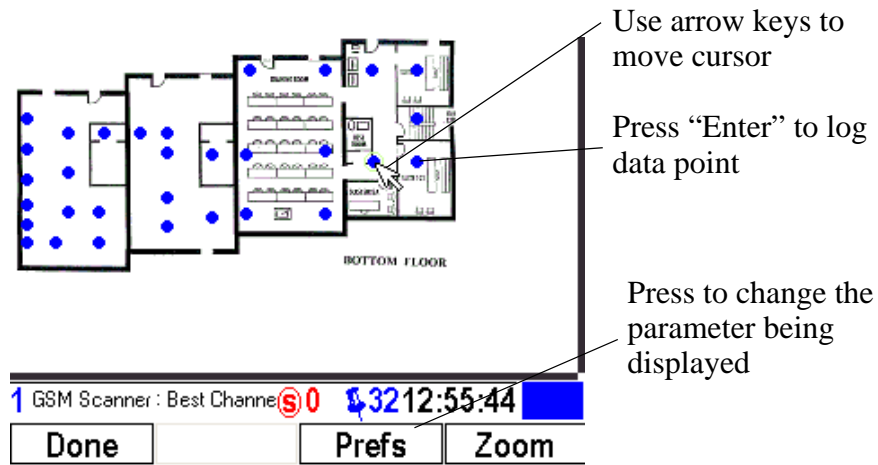 Use arrow keys to
move cursor
Press “Enter” to log
data point
BOTTOM FLOOR
Press to change the
parameter being
displayed
1 GSM Scanner : Best Channe S 0 32 12:55:44
Done Prefs Zoom